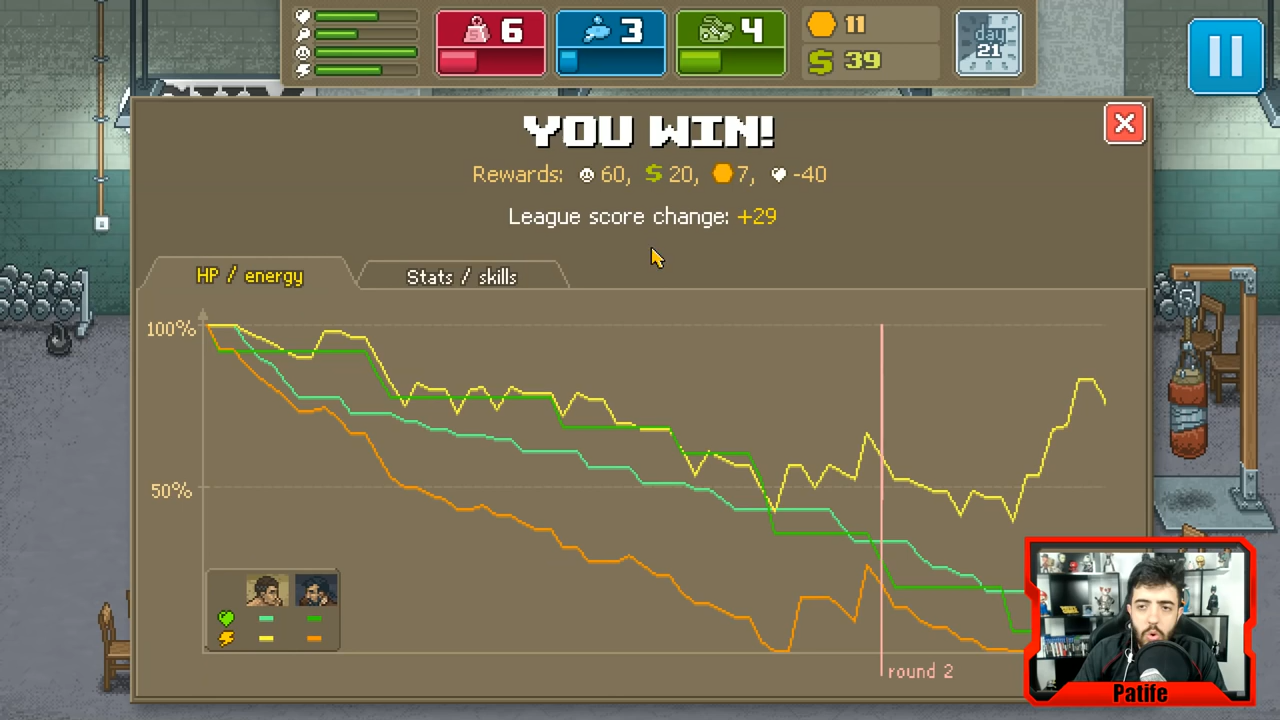 6
3
4
11
39
day
21
YOU WIN!
Rewards: 60, $ 20, 7, -40
League score change: +29
HP / energy
Stats / skills
100%
50%
round 2
Patife